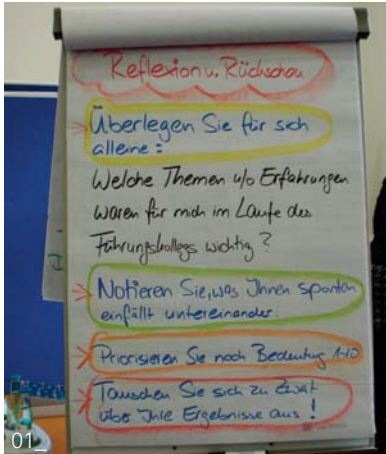 Reflexion u. Rückschau
Überlegen Sie für sich
alleine:
Welche Themen u/o Erfahrungen
waren für mich im Laufe des
Führungskollegs wichtig?
Notieren Sie, was Ihnen spontan
einfällt untereinander.
Priorisieren Sie nach Bedeutung 1-10
Tauschen Sie sich zu zweit
über Ihre Ergebnisse aus!
01_